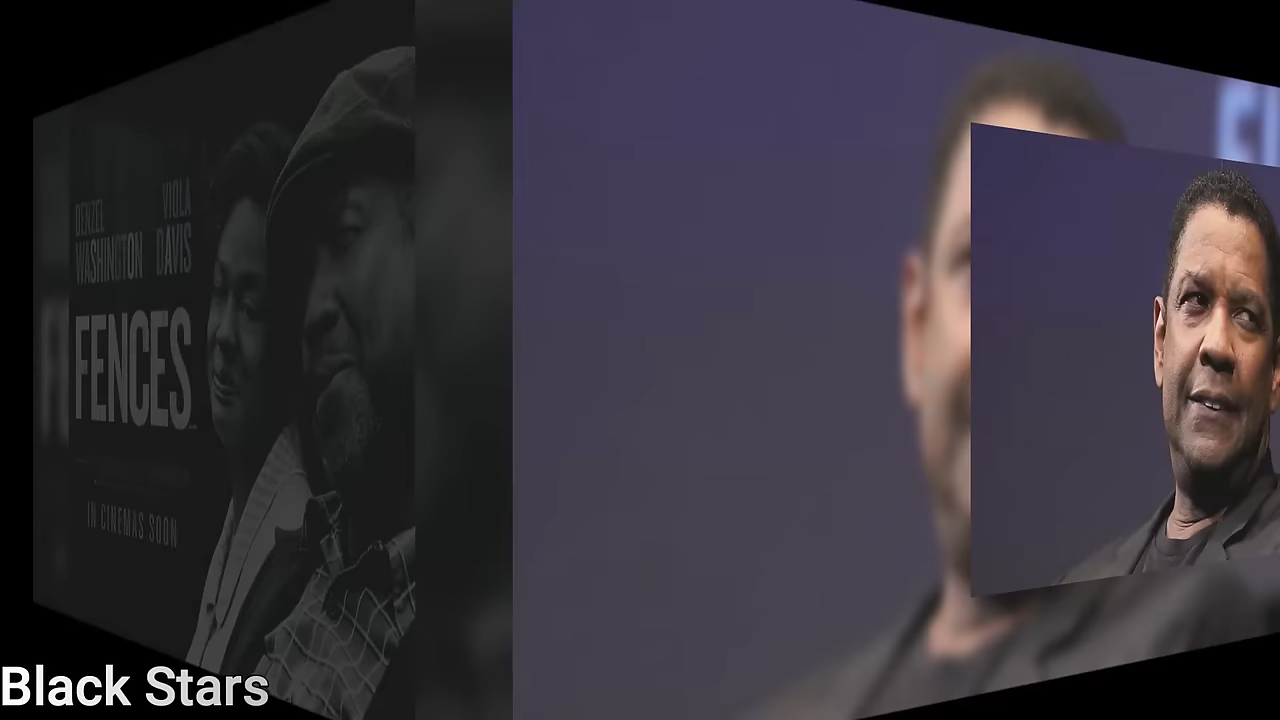 DENZEL WASHINGTON
VIOLA DAVIS
FENCES
IN CINEMAS SOON
Black Stars